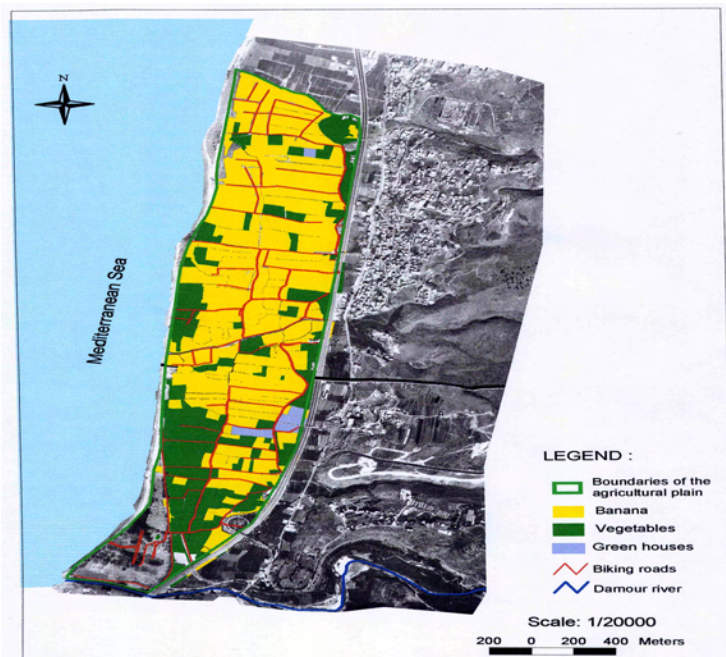 N
Mediterranean Sea
LEGEND :
Boundaries of the
agricultural plain
Banana
Vegetables
Green houses
Biking roads
Damour river
Scale: 1/20000
200 0 200 400 Meters